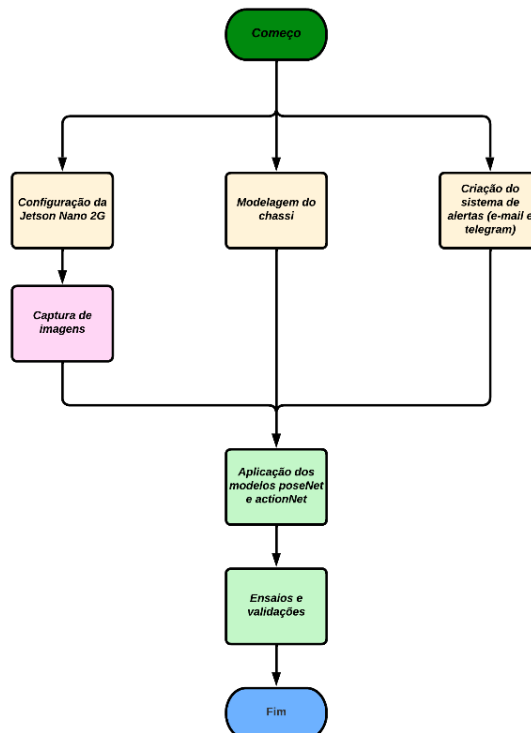 Começo
Configuração da
Jetson Nano 2G
Modelagem do
chassi
Criação do
sistema de
alertas (e-mail e
telegram)
Captura de
imagens
Aplicação dos
modelos poseNet
e actionNet
Ensaios e
validações
Fim